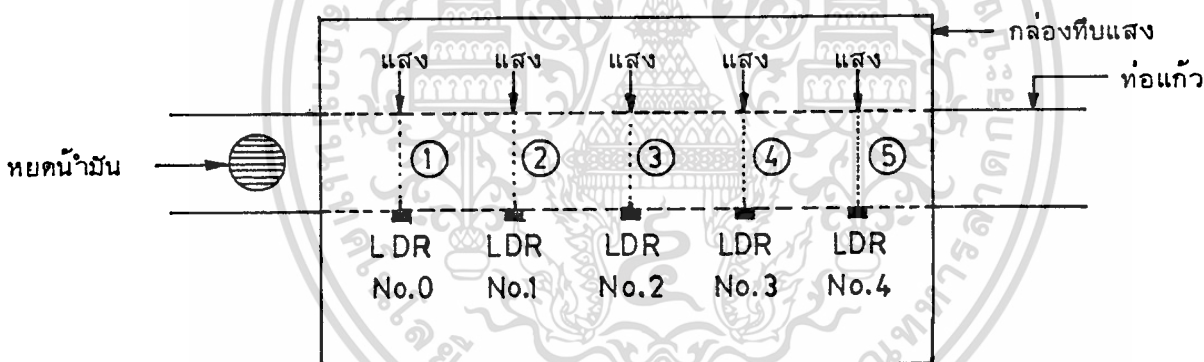 กล่องทึบแสง
แสง แสง แสง แสง แสง
ท่อแก้ว
หยดน้ำมัน
1 2 3 4 5
LDR LDR LDR LDR LDR
No.0 No.1 No.2 No.3 No.4